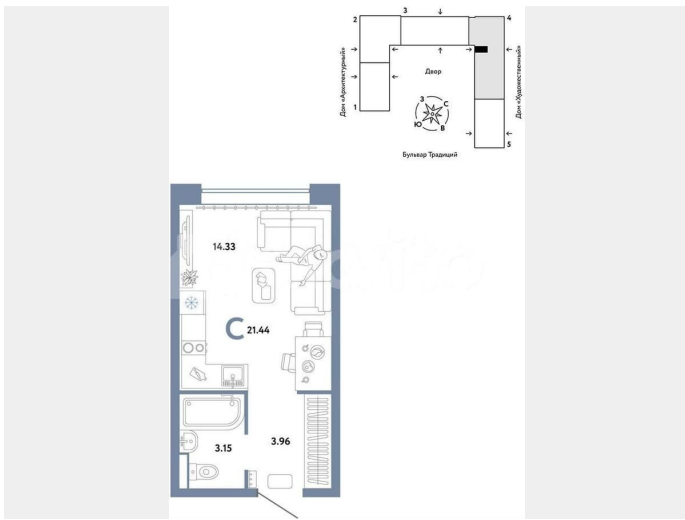 3
2
4
Дом «Архитектурный»
Двор
З
С
Ю
В
Дом «Художественный»
1
5
Бульвар Традиций
14.33
С 21.44
3.15
3.96